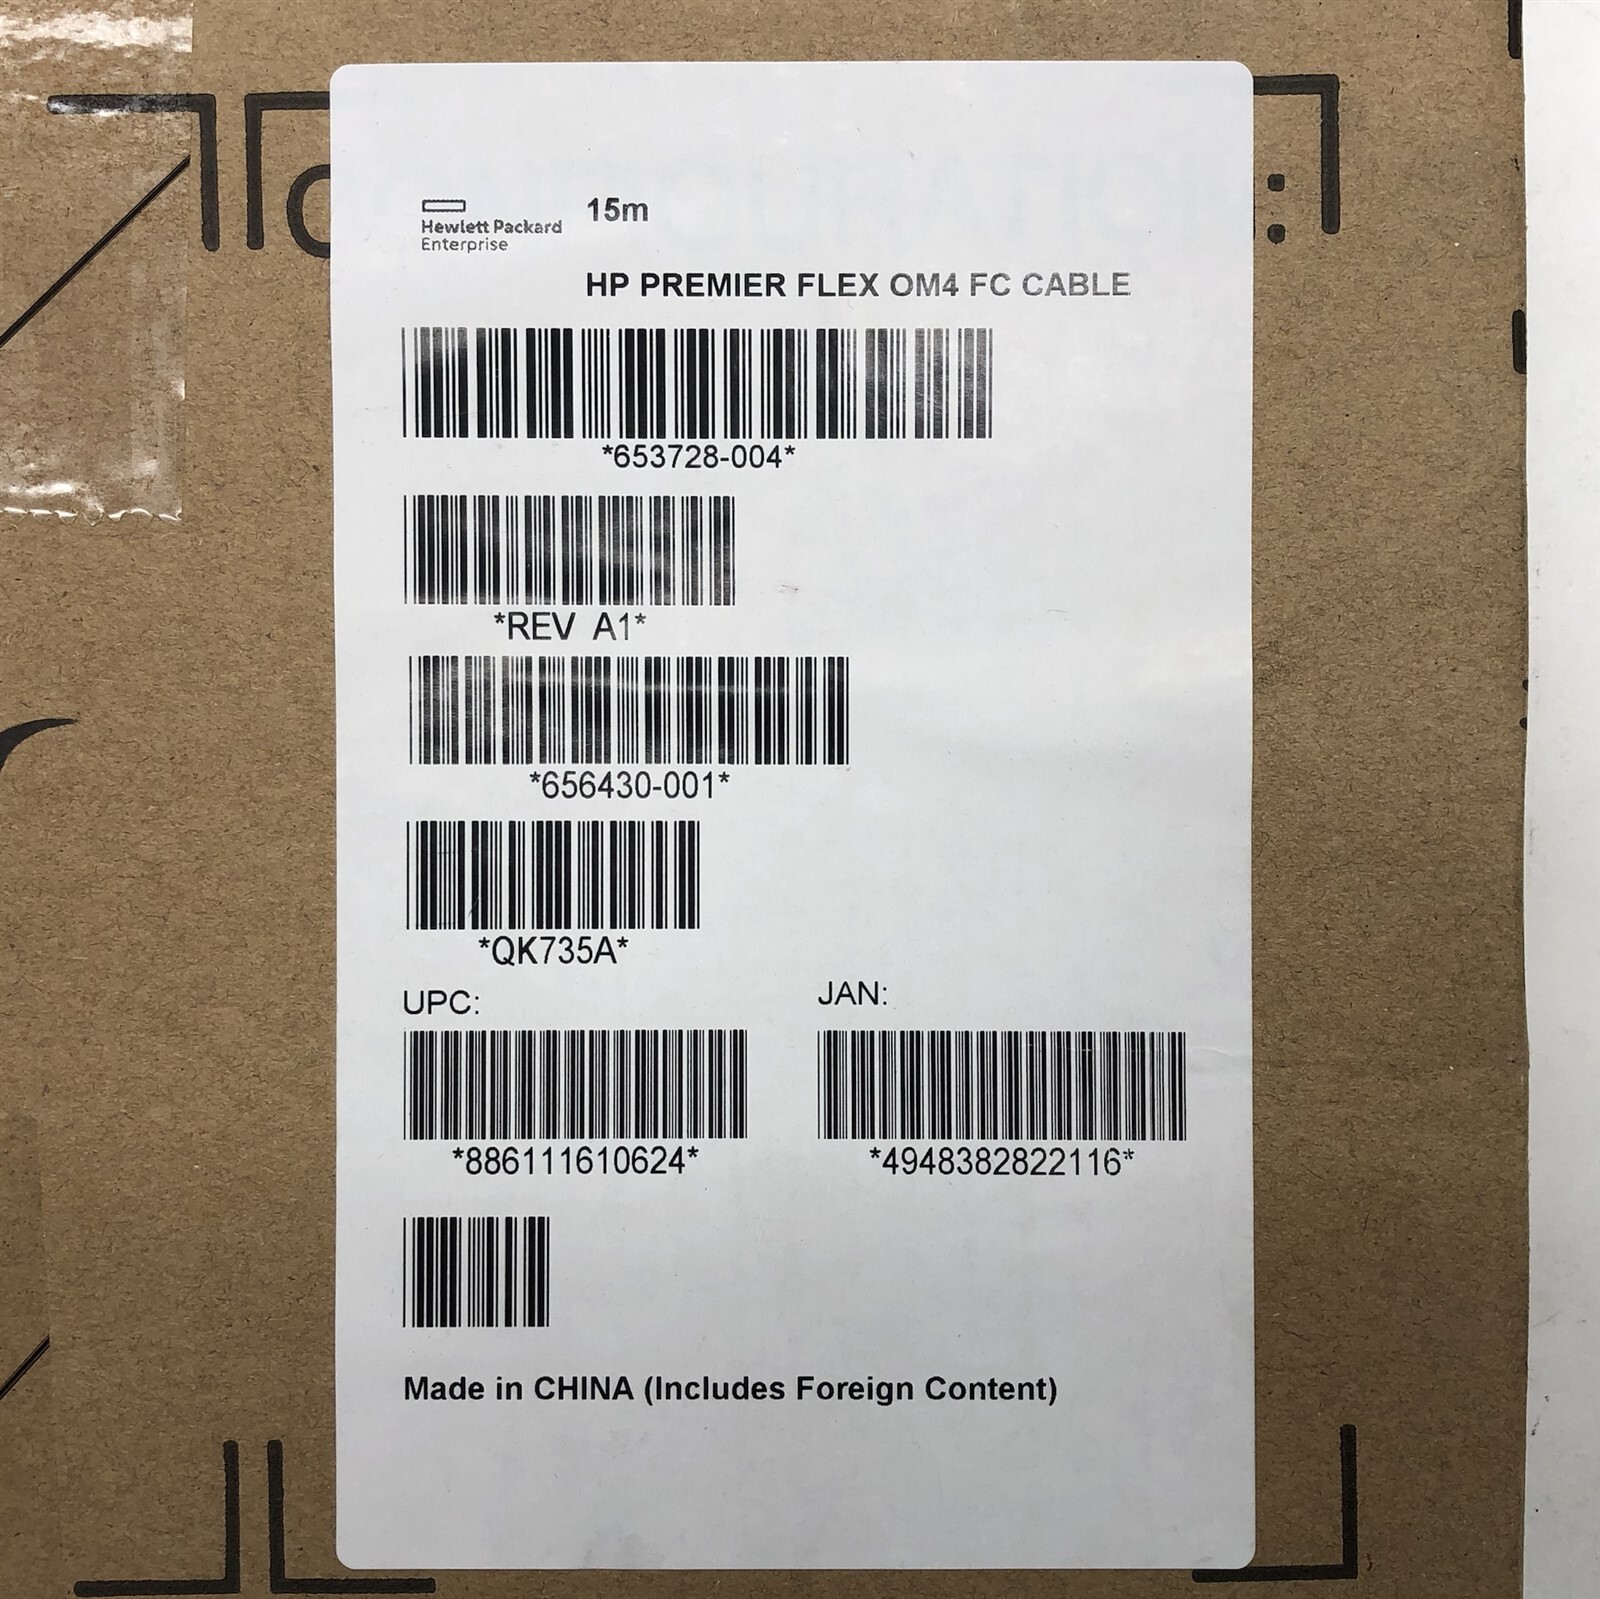 Hewlett Packard
Enterprise
15m
HP PREMIER FLEX OM4 FC CABLE
*653728-004*
*REV A1*
*656430-001*
*QK735A*
UPC:
JAN:
*886111610624*
*4948382822116*
Made in CHINA (Includes Foreign Content)